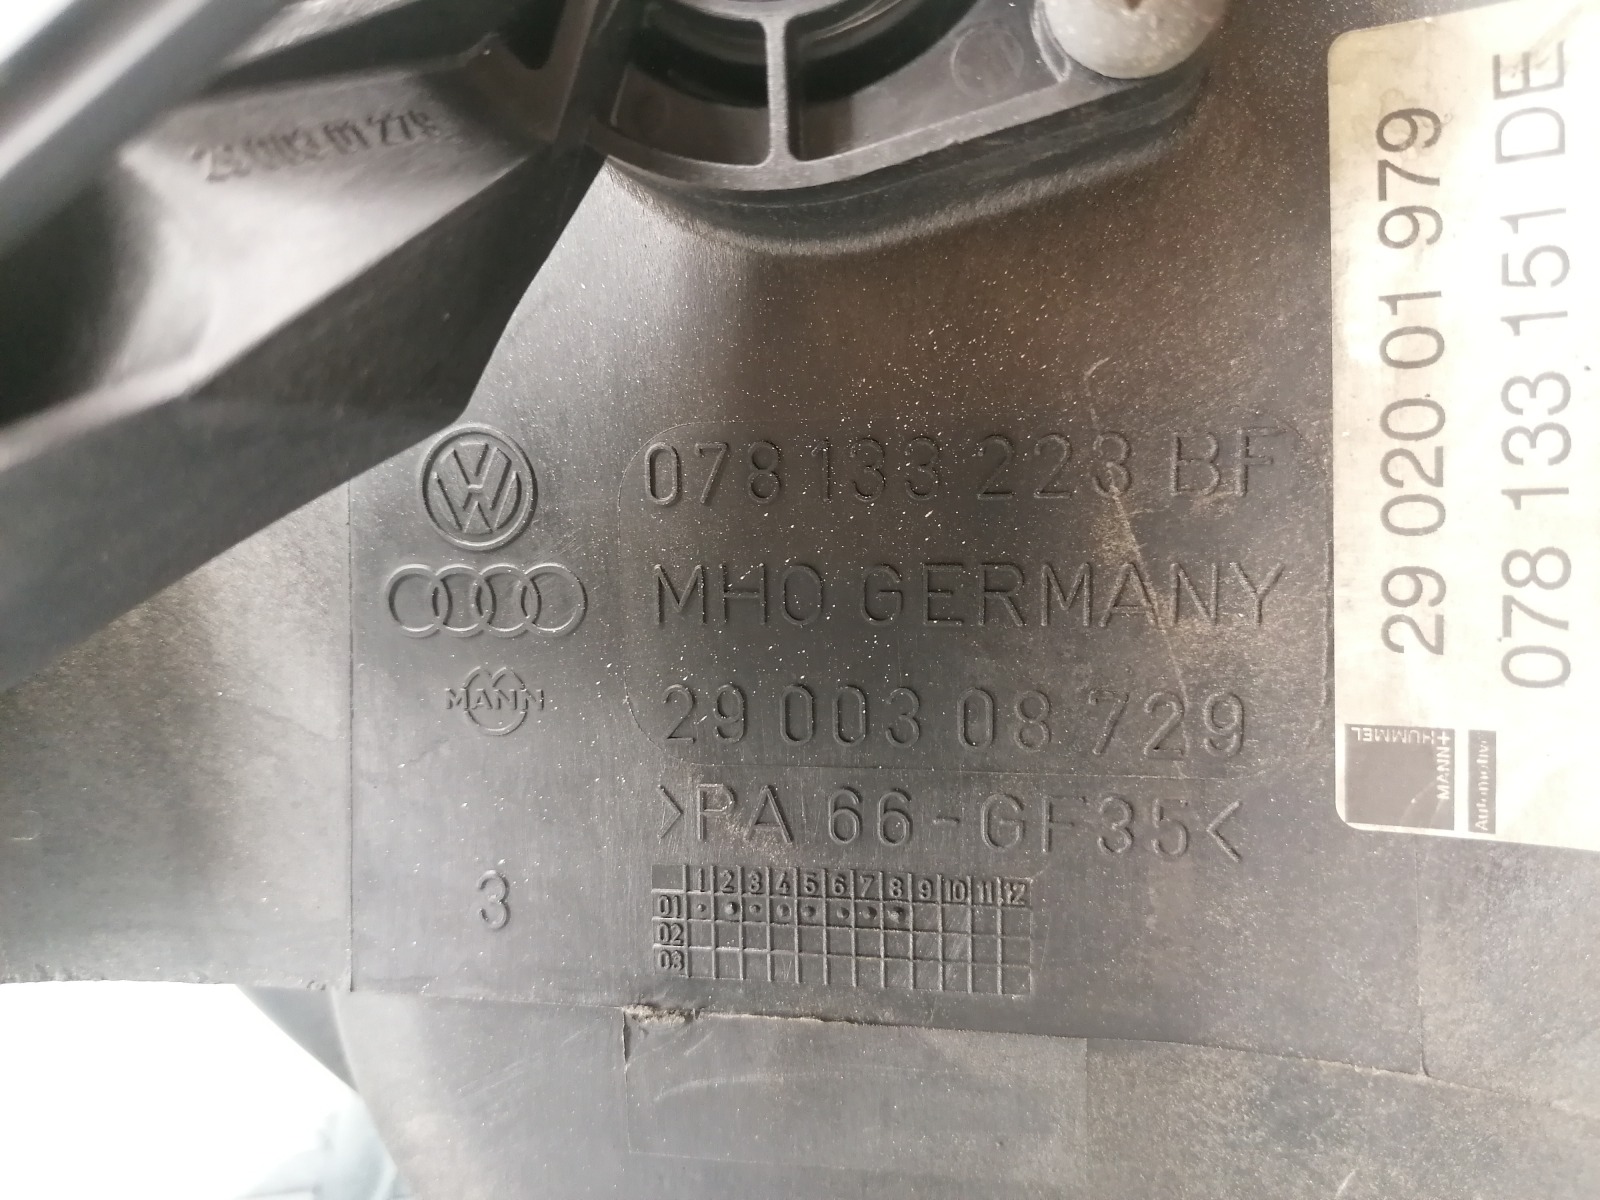 078 133 223 BF
MHO GERMANY
29 003 08 729
>PA 66-GF35<
MANN
3
1 2 3 4 5 6 7 8 9 10 11 12
01
02
03
29 020 01 979
078 133 151 DE
MANN+
HUMMEL